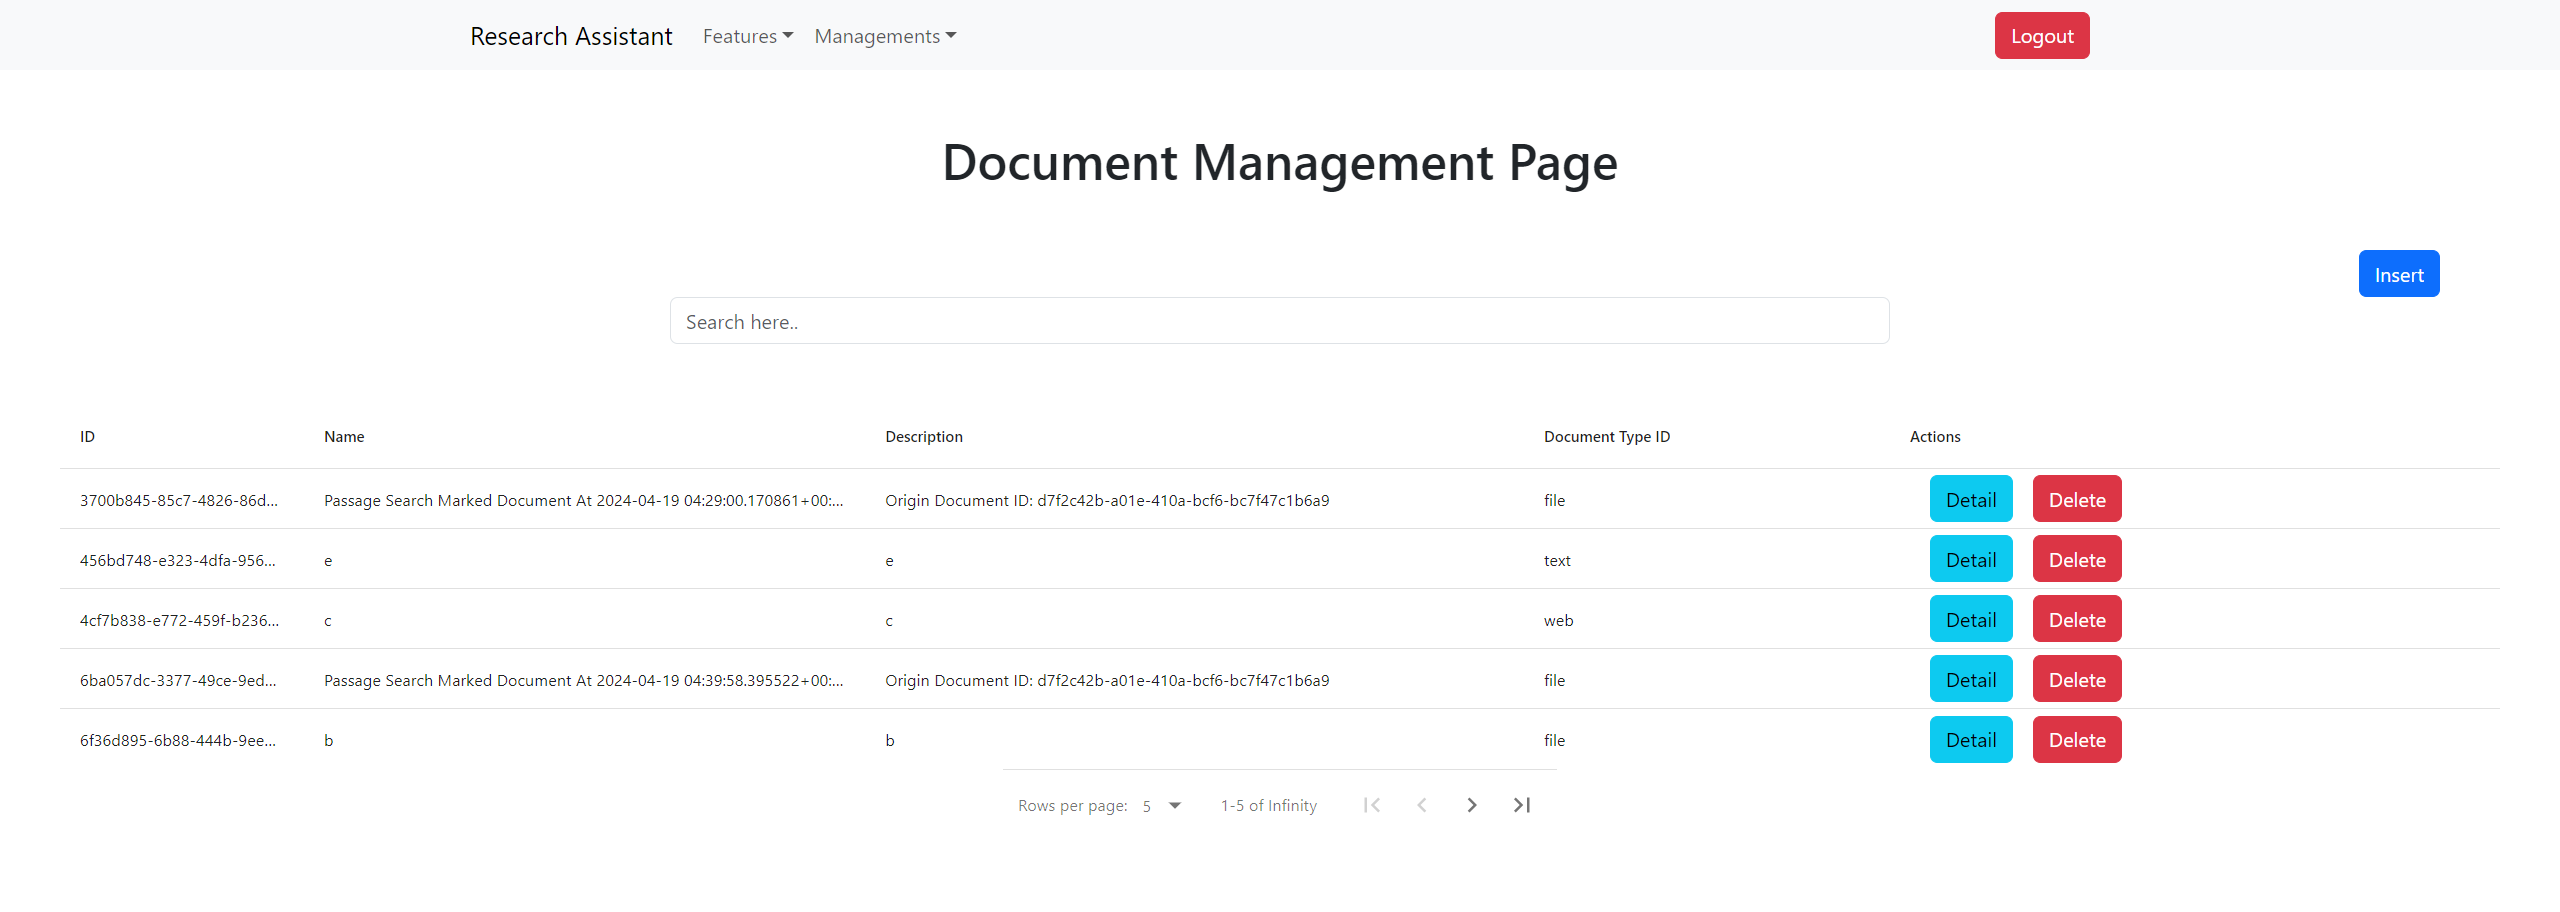 Research Assistant Features Managements Logout
Document Management Page
Insert
Search here..
ID Name Description Document Type ID Actions
3700b845-85c7-4826-86d... Passage Search Marked Document At 2024-04-19 04:29:00.170861+00:... Origin Document ID: d7f2c42b-a01e-410a-bcf6-bc7f47c1b6a9 file Detail Delete
456bd748-e323-4dfa-956... e e text Detail Delete
4cf7b838-e772-459f-b236... c c web Detail Delete
6ba057dc-3377-49ce-9ed... Passage Search Marked Document At 2024-04-19 04:39:58.395522+00:... Origin Document ID: d7f2c42b-a01e-410a-bcf6-bc7f47c1b6a9 file Detail Delete
6f36d895-6b88-444b-9ee... b b file Detail Delete
Rows per page: 5 1-5 of Infinity